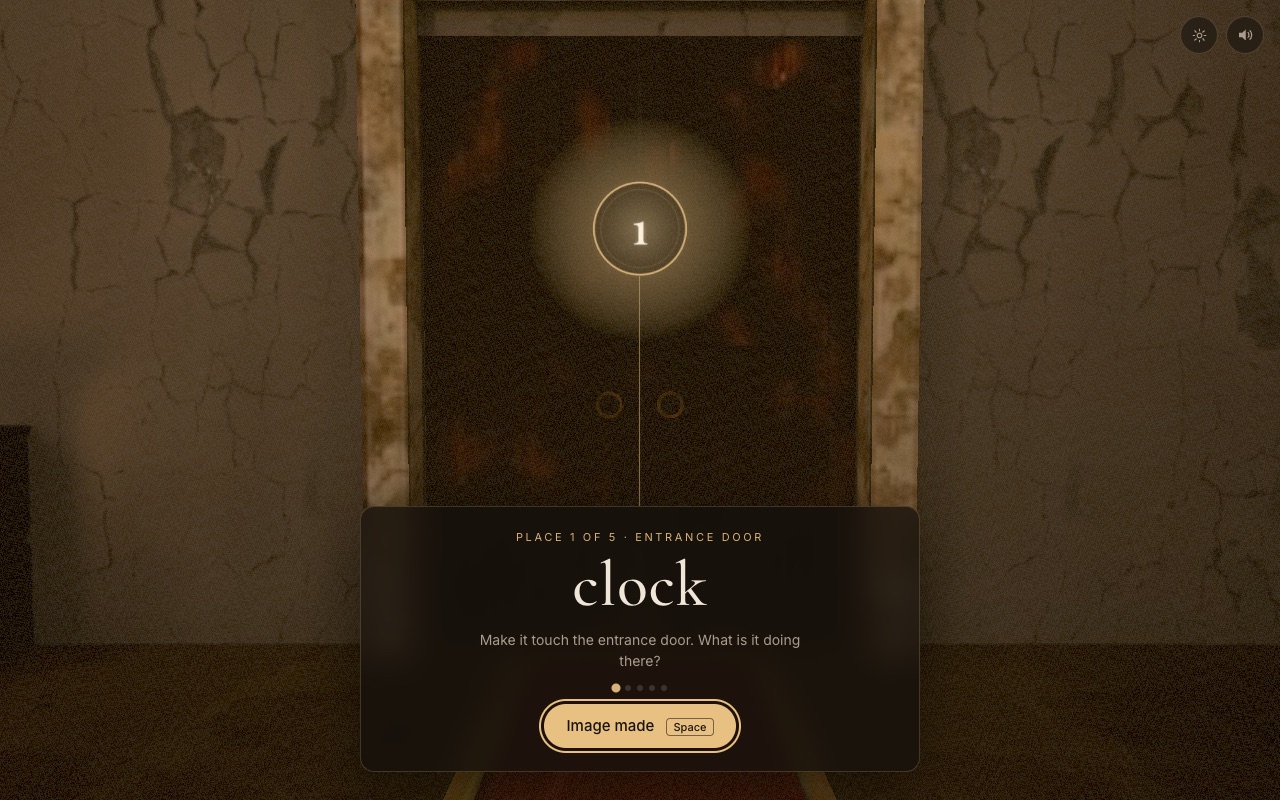 1
PLACE 1 OF 5 · ENTRANCE DOOR
clock
Make it touch the entrance door. What is it doing
there?
Image made Space